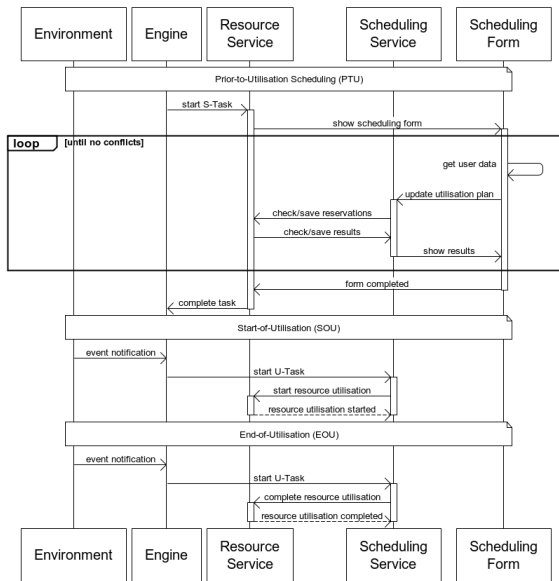 Environment
Engine
Resource
Service
Scheduling
Service
Scheduling
Form
Prior-to-Utilisation Scheduling (PTU)
start S-Task
show scheduling form
loop [until no conflicts]
get user data
update utilisation plan
check/save reservations
check/save results
show results
form completed
complete task
Start-of-Utilisation (SOU)
event notification
start U-Task
start resource utilisation
resource utilisation started
End-of-Utilisation (EOU)
event notification
start U-Task
complete resource utilisation
resource utilisation completed
Environment
Engine
Resource
Service
Scheduling
Service
Scheduling
Form